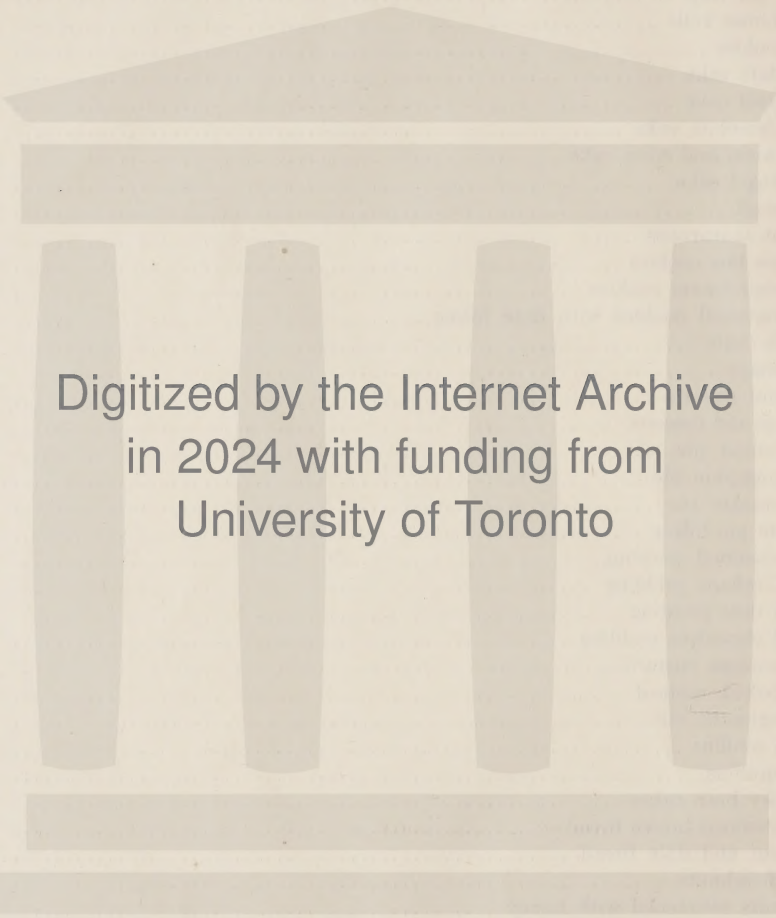 Digitized by the Internet Archive
in 2024 with funding from
University of Toronto